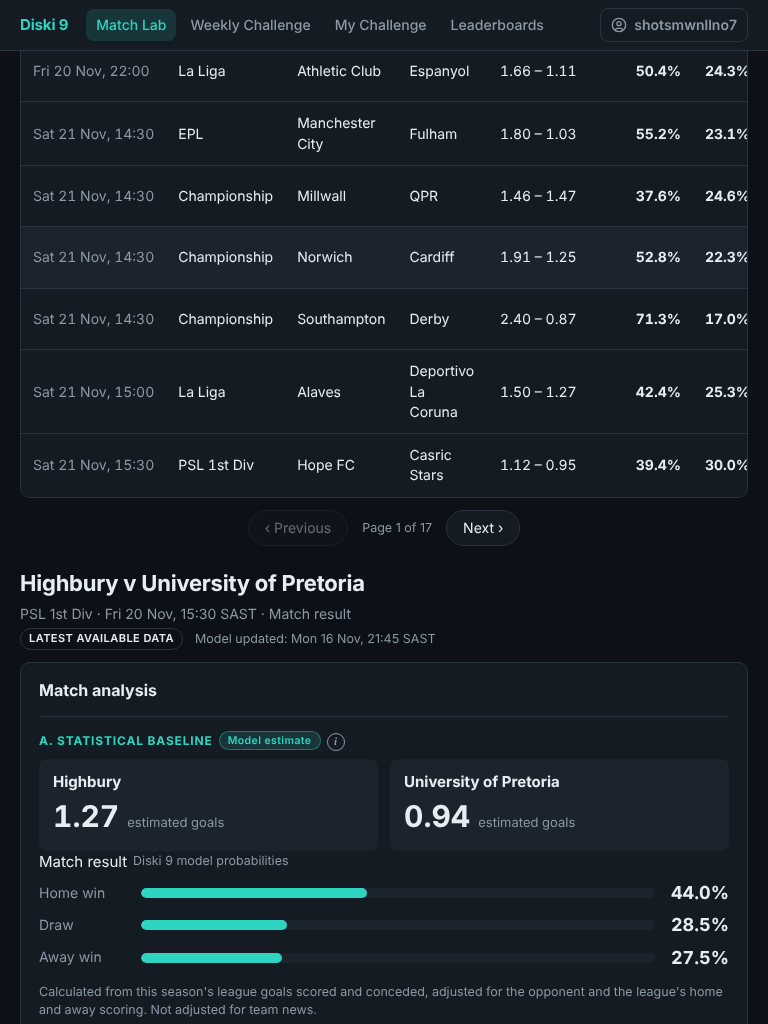 Diski 9 Match Lab Weekly Challenge My Challenge Leaderboards shotsmwnllno7
Fri 20 Nov, 22:00 La Liga Athletic Club Espanyol 1.66 – 1.11 50.4% 24.3%
Sat 21 Nov, 14:30 EPL Manchester City Fulham 1.80 – 1.03 55.2% 23.1%
Sat 21 Nov, 14:30 Championship Millwall QPR 1.46 – 1.47 37.6% 24.6%
Sat 21 Nov, 14:30 Championship Norwich Cardiff 1.91 – 1.25 52.8% 22.3%
Sat 21 Nov, 14:30 Championship Southampton Derby 2.40 – 0.87 71.3% 17.0%
Sat 21 Nov, 15:00 La Liga Alaves Deportivo La Coruna 1.50 – 1.27 42.4% 25.3%
Sat 21 Nov, 15:30 PSL 1st Div Hope FC Casric Stars 1.12 – 0.95 39.4% 30.0%
‹ Previous Page 1 of 17 Next ›
Highbury v University of Pretoria
PSL 1st Div · Fri 20 Nov, 15:30 SAST · Match result
LATEST AVAILABLE DATA Model updated: Mon 16 Nov, 21:45 SAST
Match analysis
A. STATISTICAL BASELINE Model estimate i
Highbury
1.27 estimated goals
University of Pretoria
0.94 estimated goals
Match result Diski 9 model probabilities
Home win 44.0%
Draw 28.5%
Away win 27.5%
Calculated from this season's league goals scored and conceded, adjusted for the opponent and the league's home
and away scoring. Not adjusted for team news.